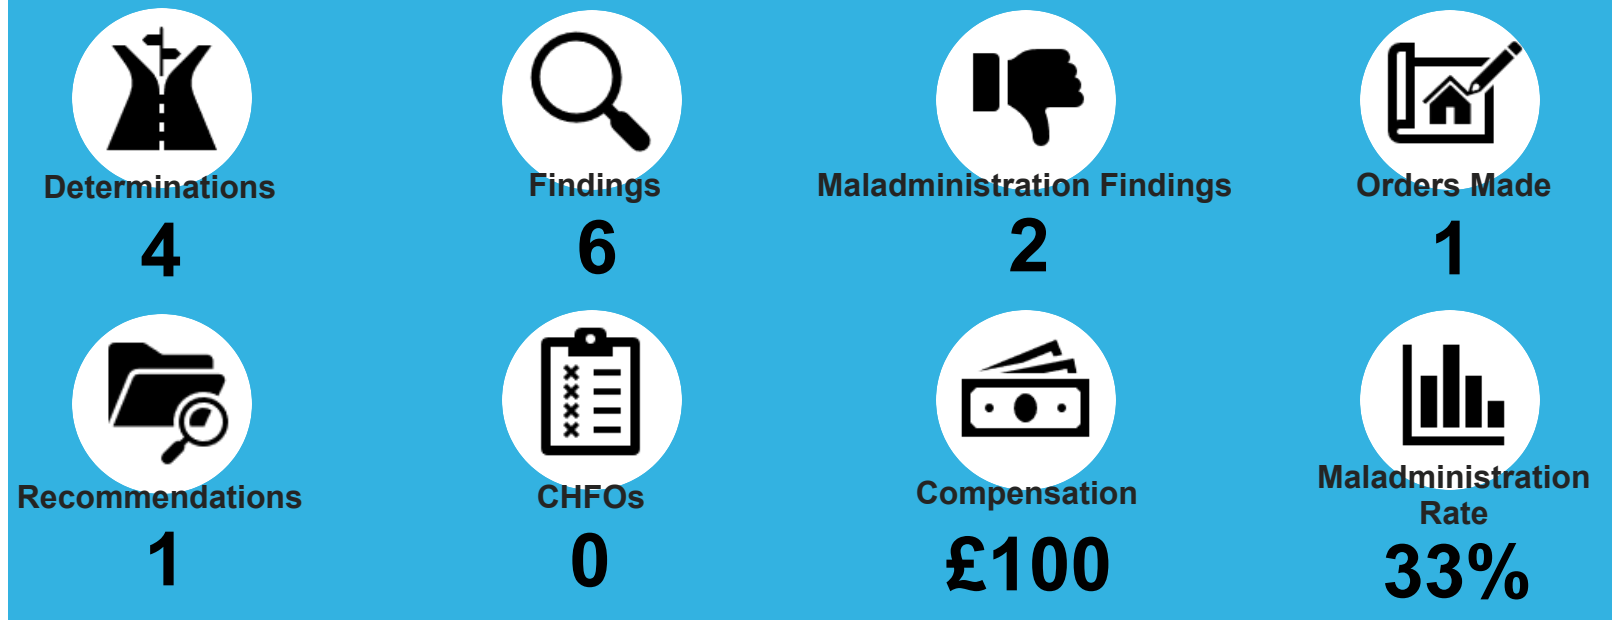 Determinations
4
Findings
6
Maladministration Findings
2
Orders Made
1
Recommendations
1
CHFOs
0
Compensation
£100
Maladministration
Rate
33%